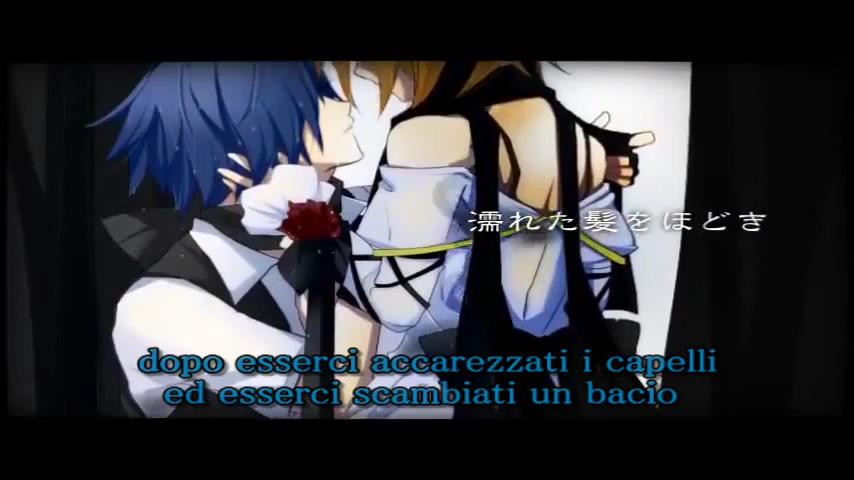 濡れた髪をほどき
dopo esserci accarezzati i capelli
ed esserci scambiati un bacio